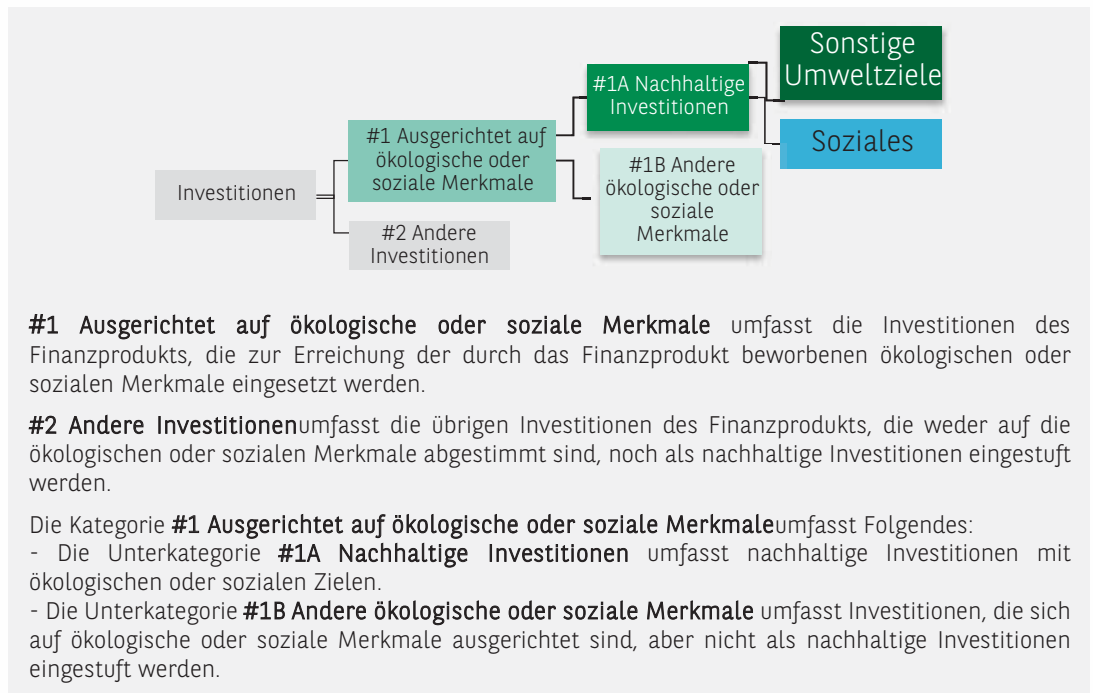 Sonstige
Umweltziele
#1A Nachhaltige
Investitionen
Soziales
#1 Ausgerichtet auf
ökologische oder
soziale Merkmale
#1B Andere
ökologische oder
soziale
Merkmale
Investitionen
#2 Andere
Investitionen
#1 Ausgerichtet auf ökologische oder soziale Merkmale umfasst die Investitionen des
Finanzprodukts, die zur Erreichung der durch das Finanzprodukt beworbenen ökologischen oder
sozialen Merkmale eingesetzt werden.
#2 Andere Investitionenumfasst die übrigen Investitionen des Finanzprodukts, die weder auf die
ökologischen oder sozialen Merkmale abgestimmt sind, noch als nachhaltige Investitionen eingestuft
werden.
Die Kategorie #1 Ausgerichtet auf ökologische oder soziale Merkmaleumfasst Folgendes:
- Die Unterkategorie #1A Nachhaltige Investitionen umfasst nachhaltige Investitionen mit
ökologischen oder sozialen Zielen.
- Die Unterkategorie #1B Andere ökologische oder soziale Merkmale umfasst Investitionen, die sich
auf ökologische oder soziale Merkmale ausgerichtet sind, aber nicht als nachhaltige Investitionen
eingestuft werden.